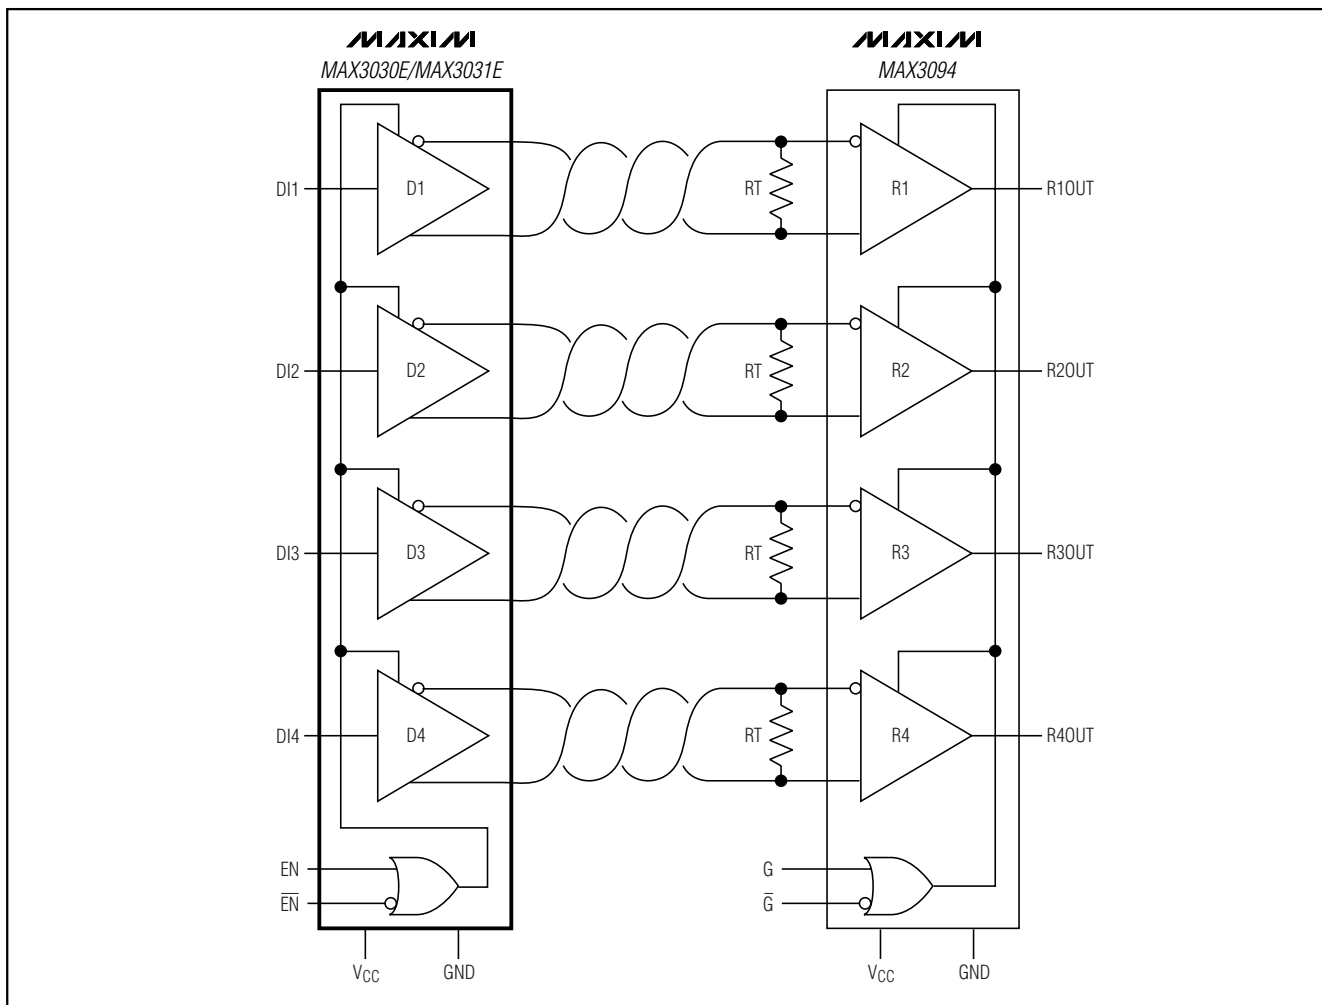 MAXIM
MAX3030E/MAX3031E
MAXIM
MAX3094
DI1
D1
RT
R1
R1OUT
DI2
D2
RT
R2
R2OUT
DI3
D3
RT
R3
R3OUT
DI4
D4
RT
R4
R4OUT
EN
E̅N̅
G
G̅
VCC
GND
VCC
GND